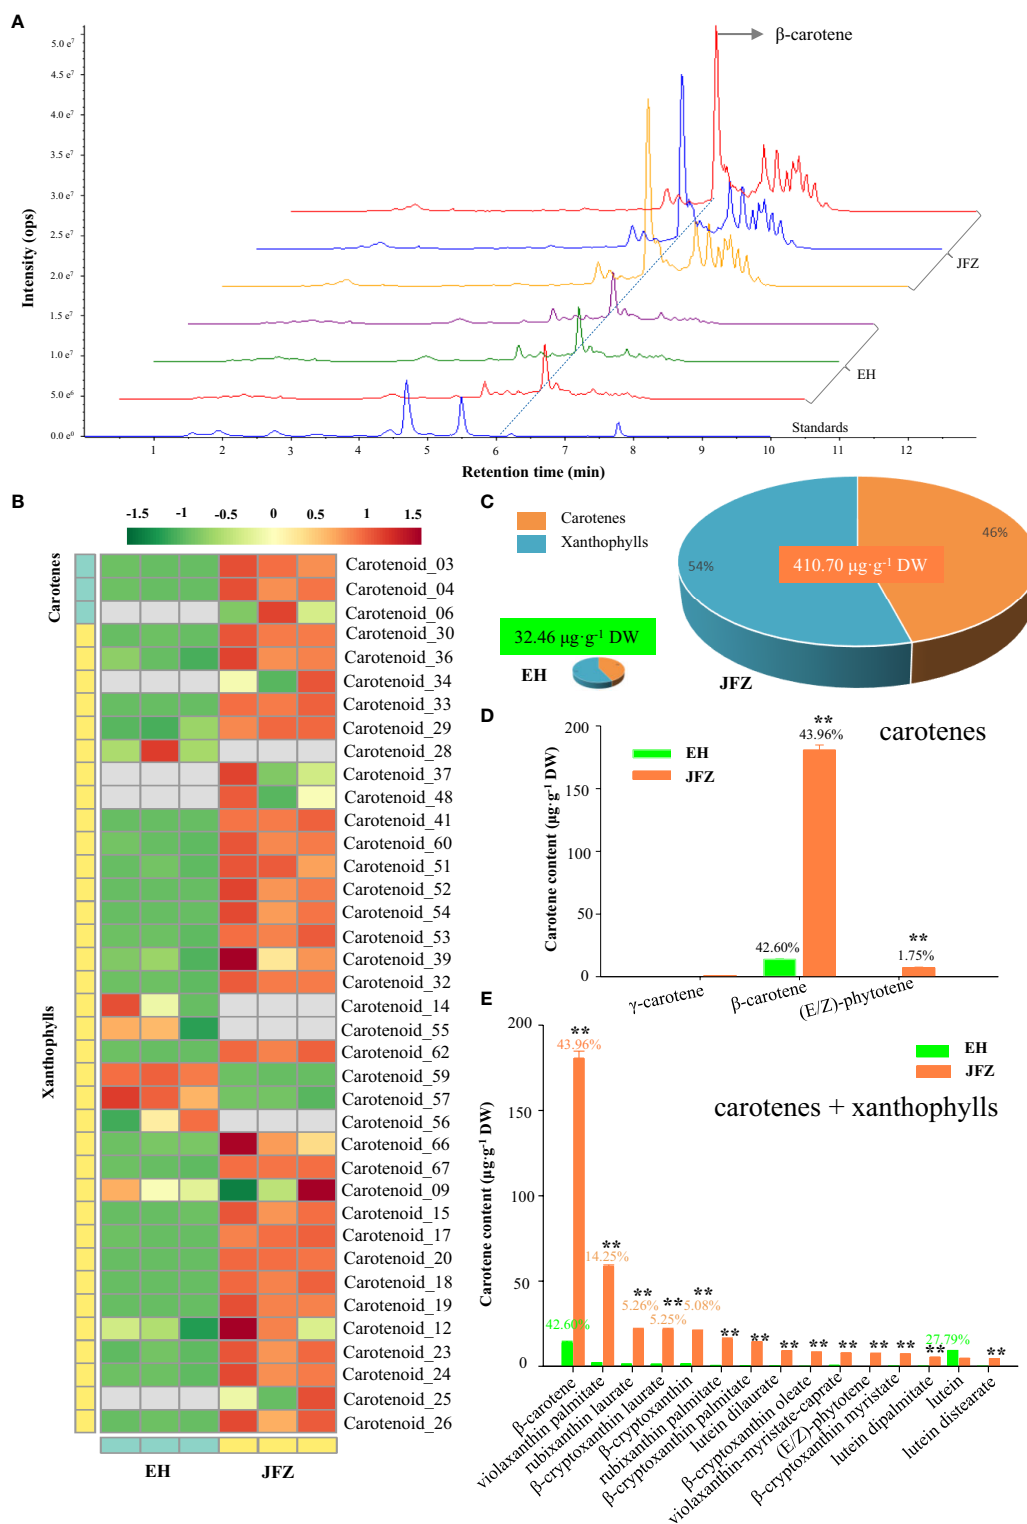 A
β-carotene
Intensity (ops)
5.0 e⁷
4.5 e⁷
4.0 e⁷
3.5 e⁷
3.0 e⁷
2.5 e⁷
2.0 e⁷
1.5 e⁷
1.0 e⁷
5.0 e⁶
0.0 e⁰
JFZ
EH
Standards
1 2 3 4 5 6 7 8 9 10 11 12
Retention time (min)
B
-1.5 -1 -0.5 0 0.5 1 1.5
Carotenes
Xanthophylls
Carotenoid_03
Carotenoid_04
Carotenoid_06
Carotenoid_30
Carotenoid_36
Carotenoid_34
Carotenoid_33
Carotenoid_29
Carotenoid_28
Carotenoid_37
Carotenoid_48
Carotenoid_41
Carotenoid_60
Carotenoid_51
Carotenoid_52
Carotenoid_54
Carotenoid_53
Carotenoid_39
Carotenoid_32
Carotenoid_14
Carotenoid_55
Carotenoid_62
Carotenoid_59
Carotenoid_57
Carotenoid_56
Carotenoid_66
Carotenoid_67
Carotenoid_09
Carotenoid_15
Carotenoid_17
Carotenoid_20
Carotenoid_18
Carotenoid_19
Carotenoid_12
Carotenoid_23
Carotenoid_24
Carotenoid_25
Carotenoid_26
EH JFZ
C
Carotenes
Xanthophylls
46%
54%
410.70 μg·g⁻¹ DW
32.46 μg·g⁻¹ DW
EH
JFZ
D
carotenes
EH
JFZ
Carotene content (μg·g⁻¹ DW)
200
150
100
50
0
42.60%
**
43.96%
**
1.75%
γ-carotene
β-carotene
(E/Z)-phytotene
E
carotenes + xanthophylls
EH
JFZ
Carotene content (μg·g⁻¹ DW)
200
150
100
50
0
42.60%
**
43.96%
**
14.25%
**
5.26%
**
5.25%
**
5.08%
**
**
**
**
**
**
**
**
27.79%
**
β-carotene
violaxanthin palmitate
rubixanthin laurate
β-cryptoxanthin laurate
β-cryptoxanthin
rubixanthin palmitate
β-cryptoxanthin palmitate
lutein dilaurate
β-cryptoxanthin oleate
violaxanthin-myristate-caprate
(E/Z)-phytotene
β-cryptoxanthin myristate
lutein dipalmitate
lutein
lutein distearate